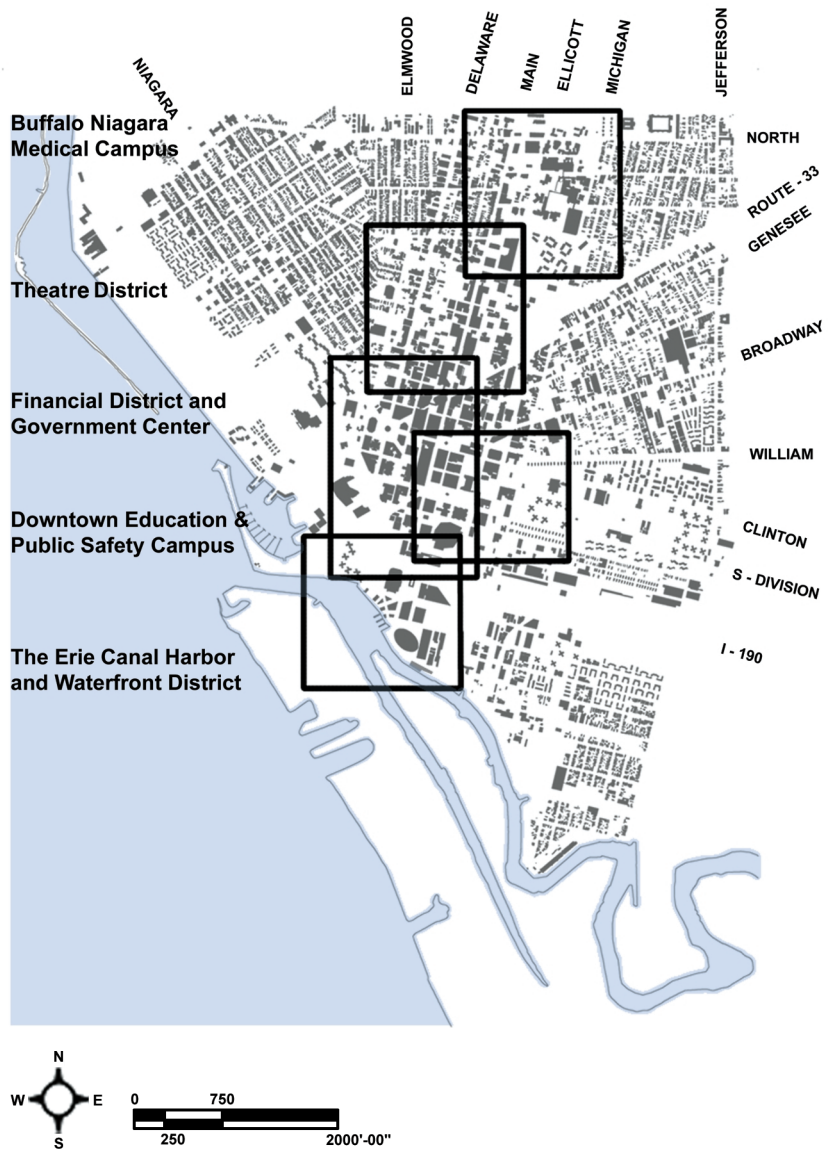 NIAGARA
ELMWOOD
DELAWARE
MAIN
ELLICOTT
MICHIGAN
JEFFERSON
Buffalo Niagara
Medical Campus
NORTH
ROUTE - 33
GENESEE
Theatre District
BROADWAY
Financial District and
Government Center
WILLIAM
Downtown Education &
Public Safety Campus
CLINTON
S - DIVISION
The Erie Canal Harbor
and Waterfront District
I - 190
N
W E
S
0 750
250 2000'-00"